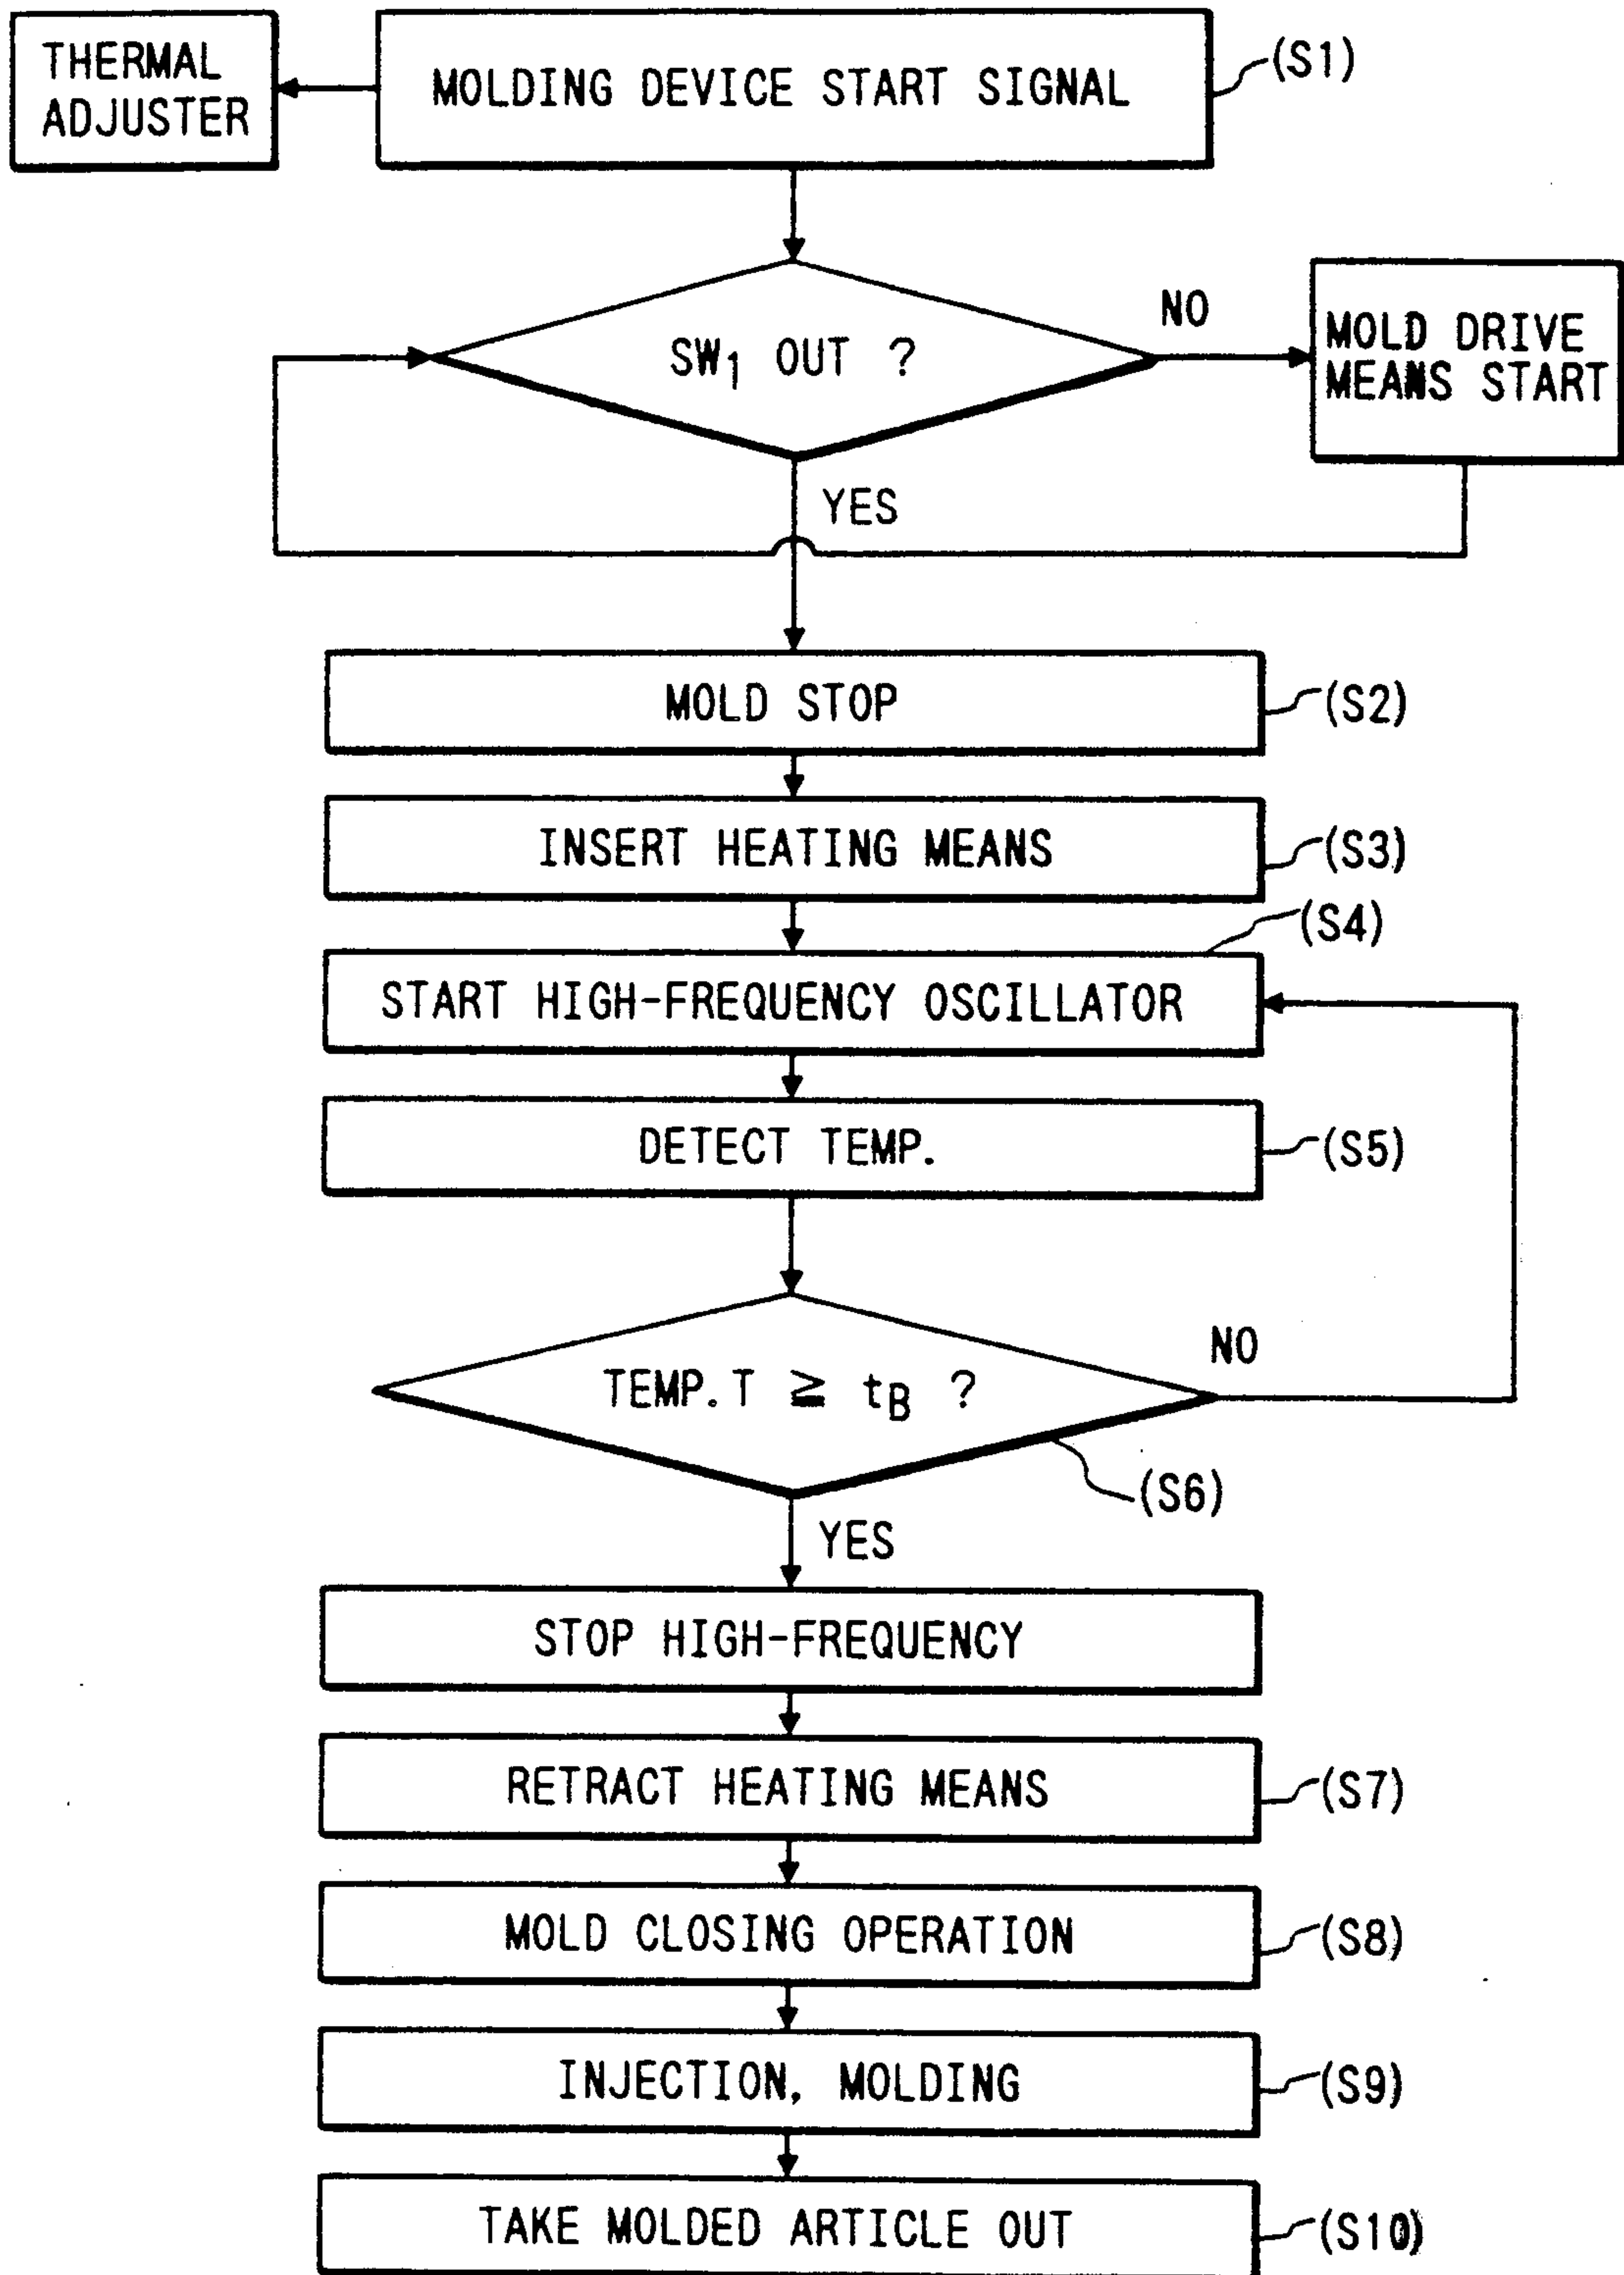 THERMAL
ADJUSTER
MOLDING DEVICE START SIGNAL
(S1)
SW1 OUT ?
NO
MOLD DRIVE
MEANS START
YES
MOLD STOP
(S2)
INSERT HEATING MEANS
(S3)
(S4)
START HIGH-FREQUENCY OSCILLATOR
DETECT TEMP.
(S5)
TEMP. T ≧ tB ?
NO
(S6)
YES
STOP HIGH-FREQUENCY
RETRACT HEATING MEANS
(S7)
MOLD CLOSING OPERATION
(S8)
INJECTION, MOLDING
(S9)
TAKE MOLDED ARTICLE OUT
(S10)